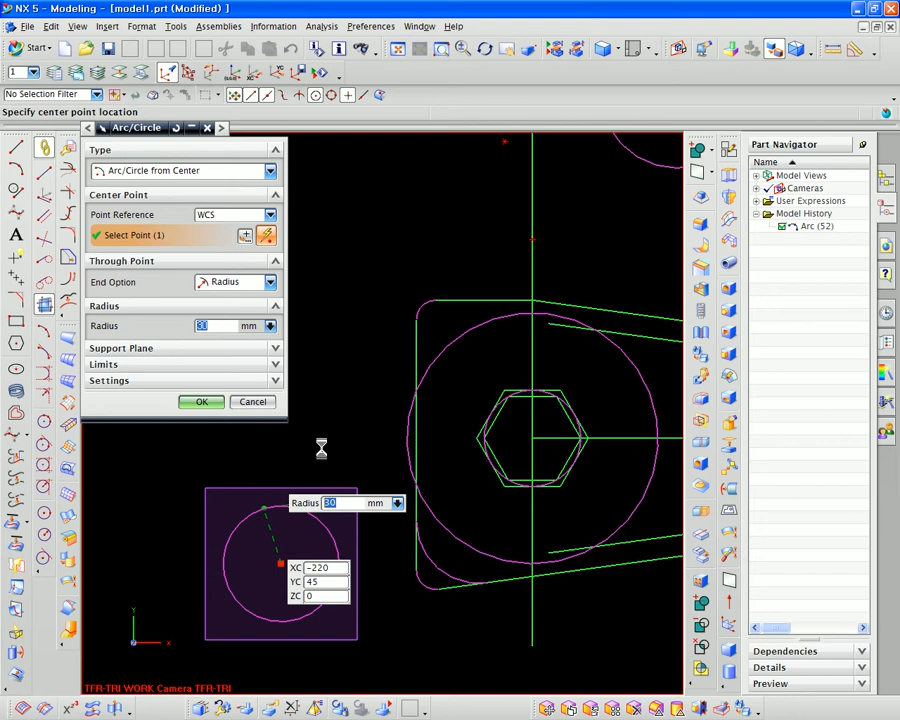 NX 5 - Modeling - [model1.prt (Modified) ]
File Edit View Insert Format Tools Assemblies Information Analysis Preferences Window Help
Start
1
No Selection Filter
Specify center point location
Arc/Circle
Type
Arc/Circle from Center
Center Point
Point Reference WCS
Select Point (1)
Through Point
End Option Radius
Radius
Radius 30 mm
Support Plane
Limits
Settings
OK Cancel
Radius 30 mm
XC -220
YC 45
ZC 0
Y
X
TFR-TRI WORK Camera TFR-TRI
Part Navigator
Name
Model Views
Cameras
User Expressions
Model History
Arc (52)
Dependencies
Details
Preview